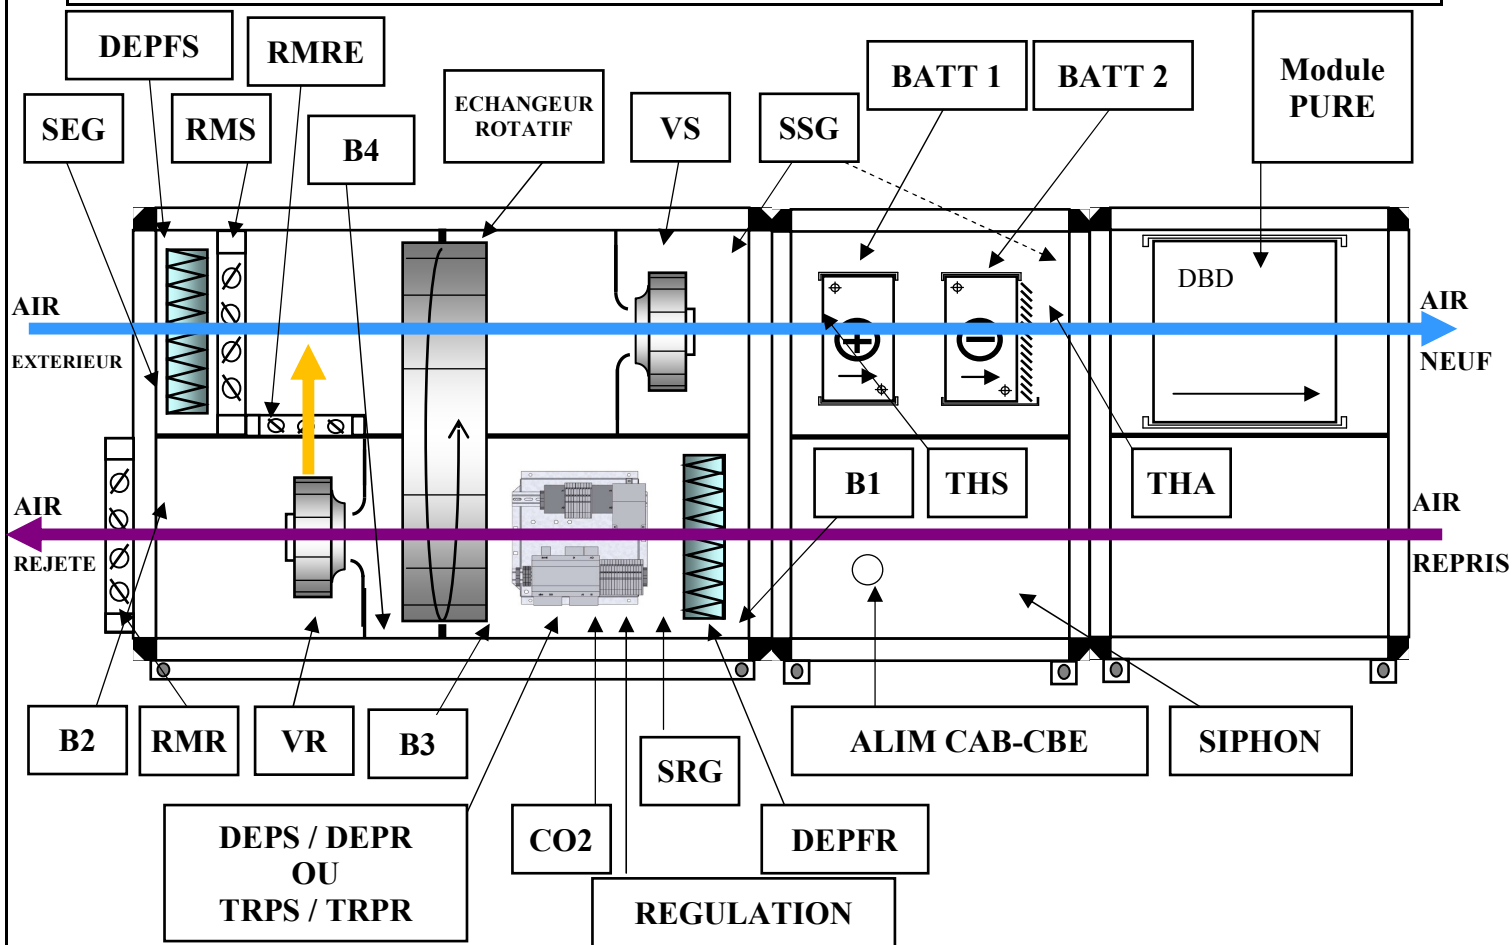 DEPFS
RMRE
SEG
RMS
B4
ECHANGEUR
ROTATIF
VS
SSG
BATT 1
BATT 2
Module
PURE
DBD
AIR
EXTERIEUR
AIR
NEUF
B1
THS
THA
AIR
REJETE
AIR
REPRIS
B2
RMR
VR
B3
SRG
ALIM CAB-CBE
SIPHON
DEPS / DEPR
OU
TRPS / TRPR
CO2
DEPFR
REGULATION